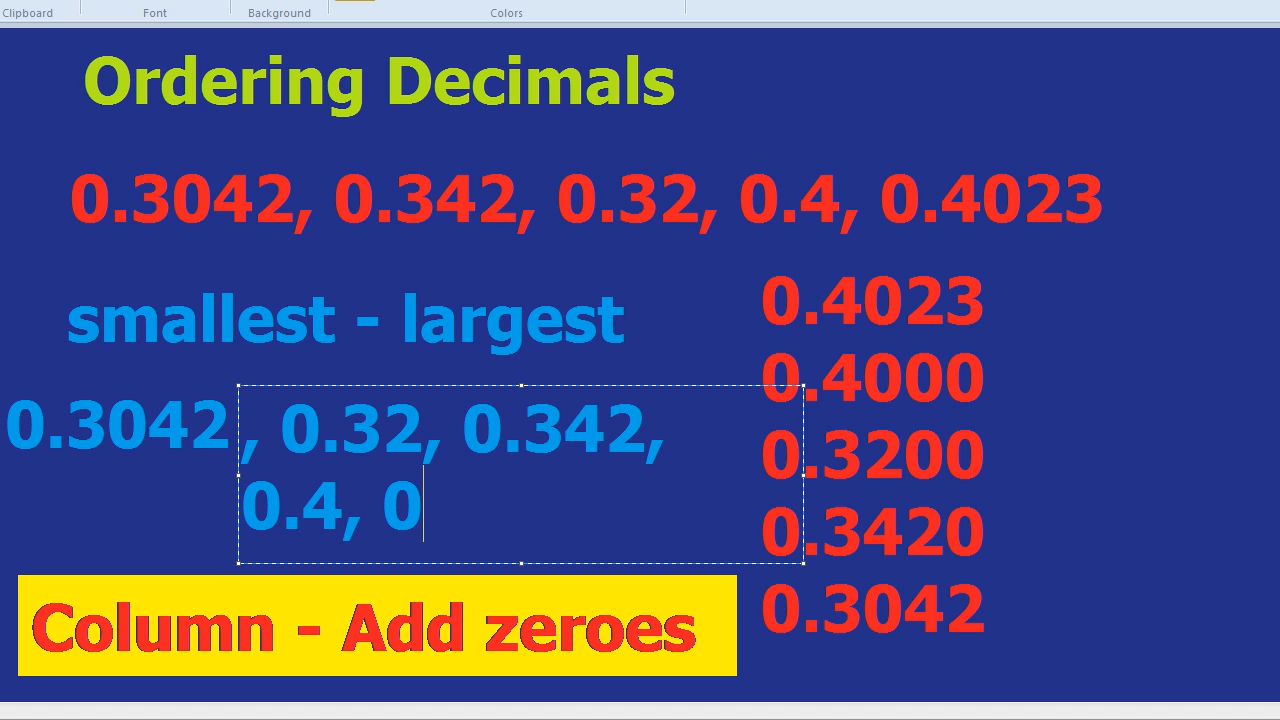 Clipboard Font Background Colors
Ordering Decimals
0.3042, 0.342, 0.32, 0.4, 0.4023
smallest - largest
0.3042, 0.32, 0.342,
0.4, 0
0.4023
0.4000
0.3200
0.3420
0.3042
Column - Add zeroes